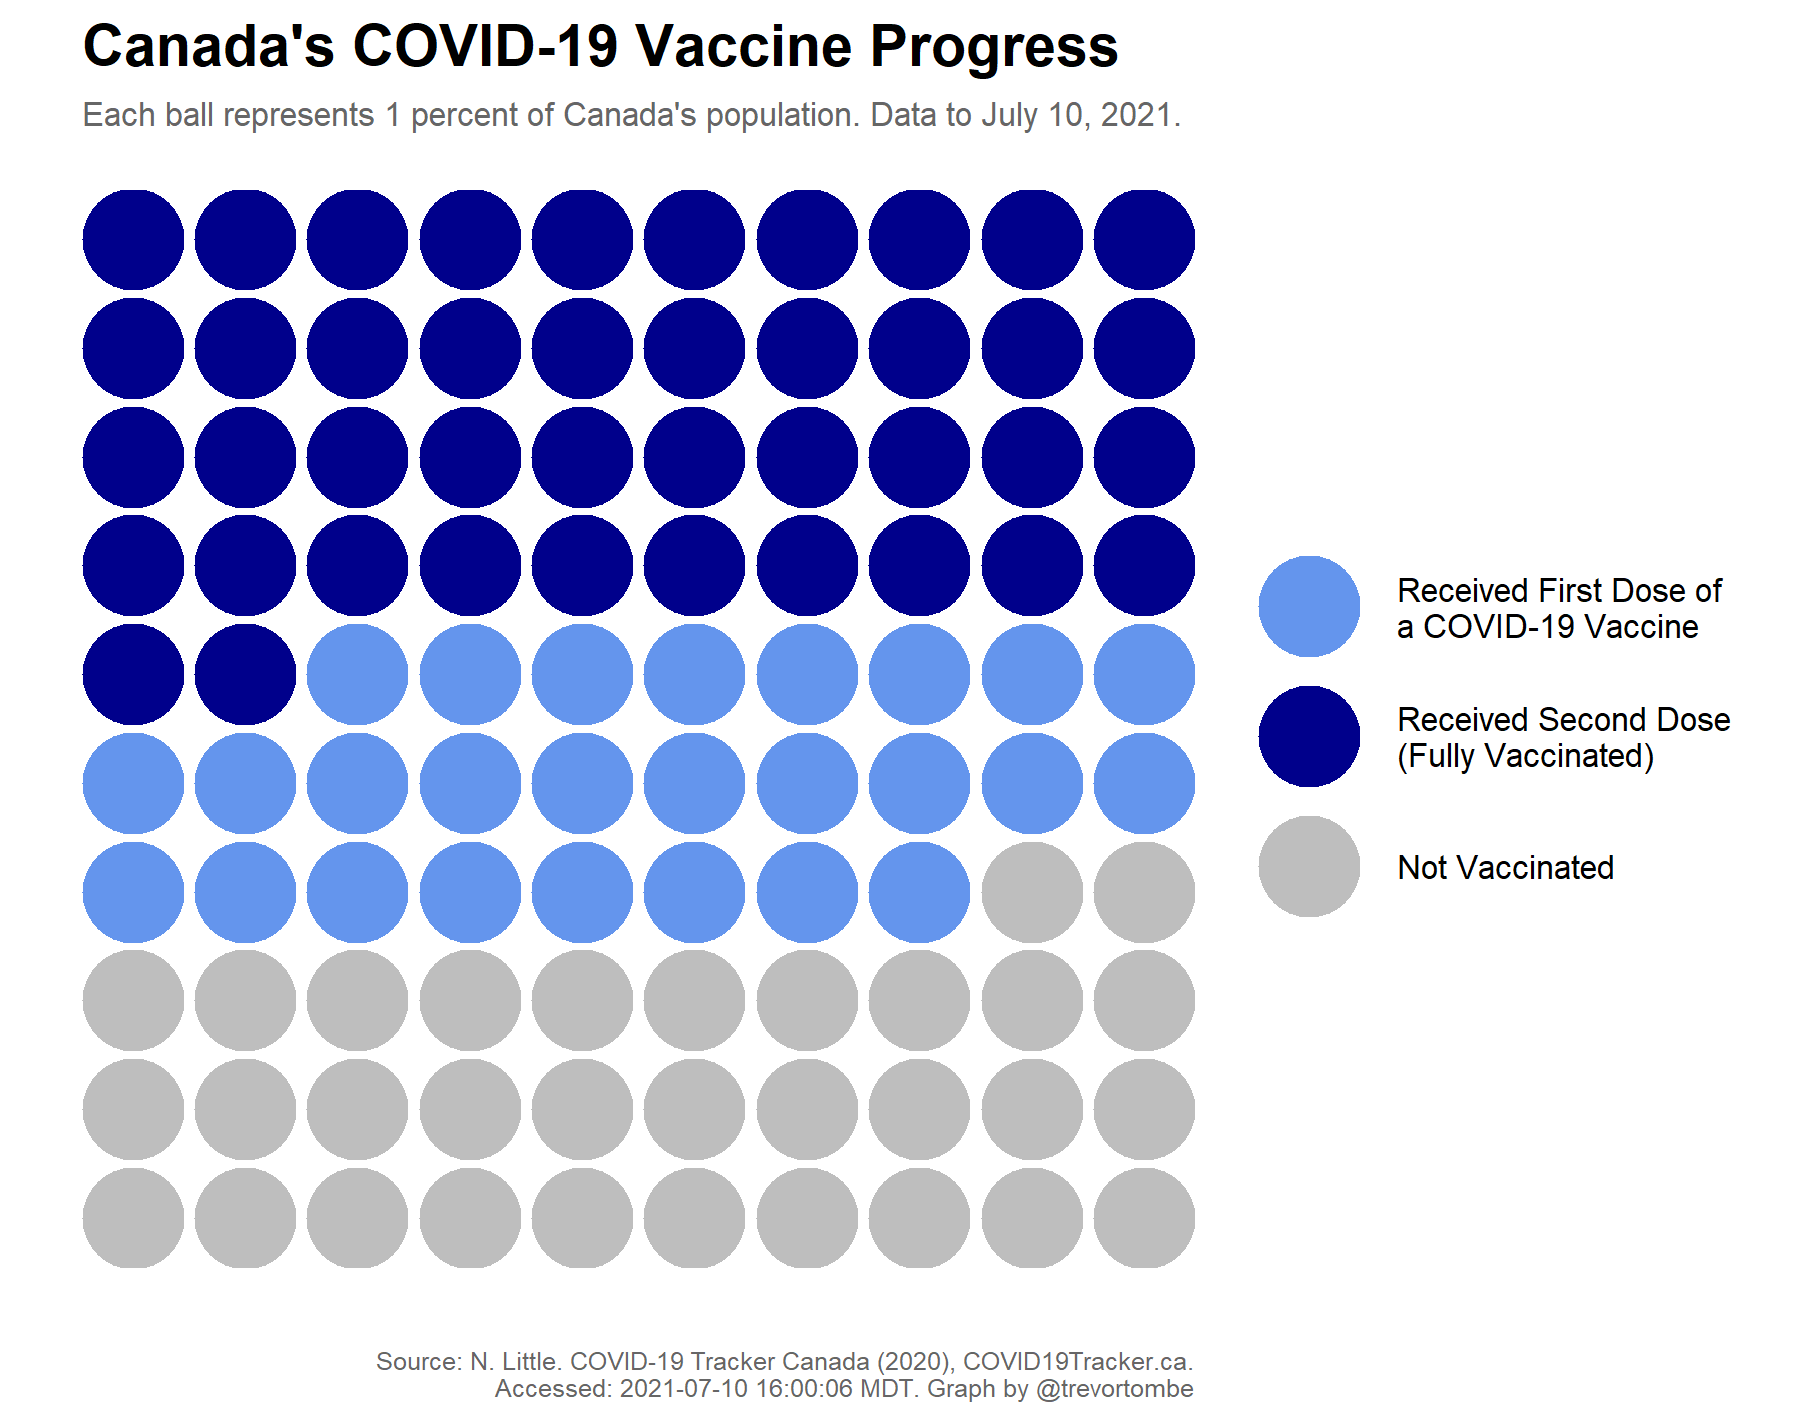 Canada's COVID-19 Vaccine Progress
Each ball represents 1 percent of Canada's population. Data to July 10, 2021.
Received First Dose of
a COVID-19 Vaccine
Received Second Dose
(Fully Vaccinated)
Not Vaccinated
Source: N. Little. COVID-19 Tracker Canada (2020), COVID19Tracker.ca.
Accessed: 2021-07-10 16:00:06 MDT. Graph by @trevortombe